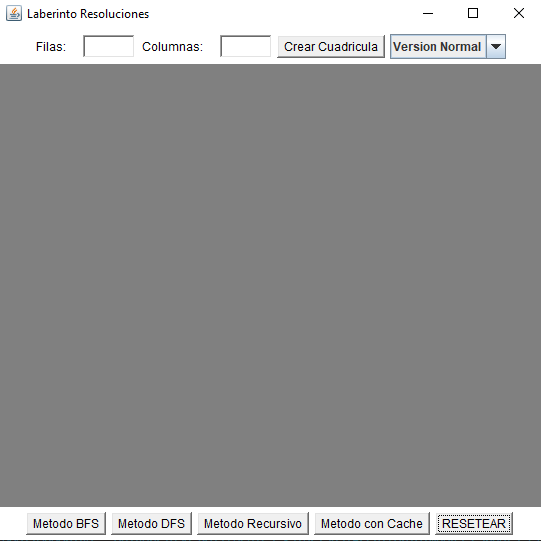 Laberinto Resoluciones
Filas: Columnas: Crear Cuadricula Version Normal
Metodo BFS Metodo DFS Metodo Recursivo Metodo con Cache RESETEAR